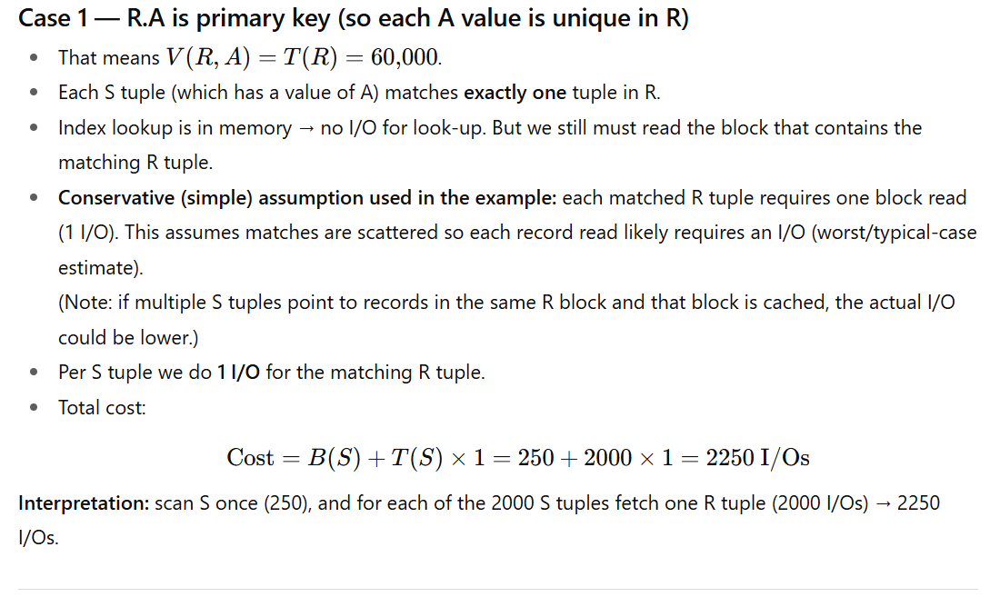 Case 1 — R.A is primary key (so each A value is unique in R)
• That means V(R, A) = T(R) = 60,000.
• Each S tuple (which has a value of A) matches exactly one tuple in R.
• Index lookup is in memory → no I/O for look-up. But we still must read the block that contains the
matching R tuple.
• Conservative (simple) assumption used in the example: each matched R tuple requires one block read
(1 I/O). This assumes matches are scattered so each record read likely requires an I/O (worst/typical-case
estimate).
(Note: if multiple S tuples point to records in the same R block and that block is cached, the actual I/O
could be lower.)
• Per S tuple we do 1 I/O for the matching R tuple.
• Total cost:
Cost = B(S) + T(S) × 1 = 250 + 2000 × 1 = 2250 I/Os
Interpretation: scan S once (250), and for each of the 2000 S tuples fetch one R tuple (2000 I/Os) → 2250
I/Os.